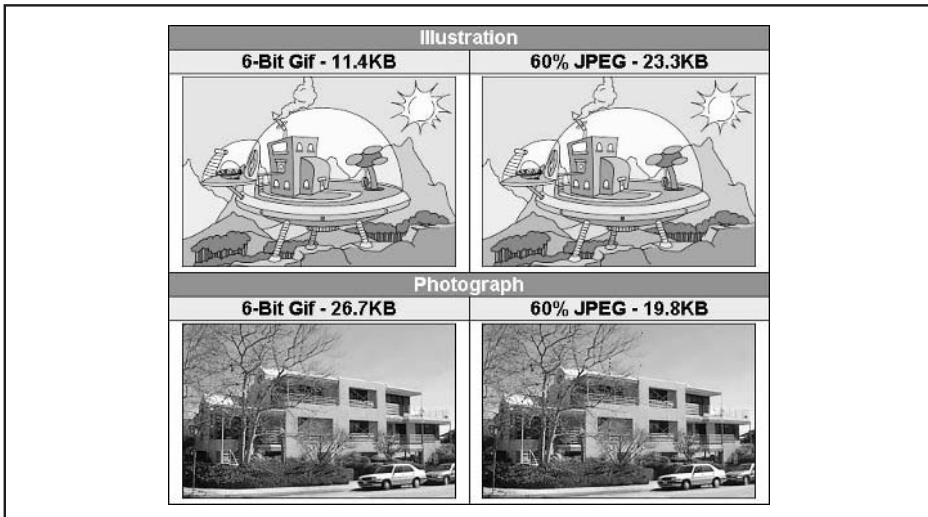 Illustration
6-Bit Gif - 11.4KB
60% JPEG - 23.3KB
Photograph
6-Bit Gif - 26.7KB
60% JPEG - 19.8KB